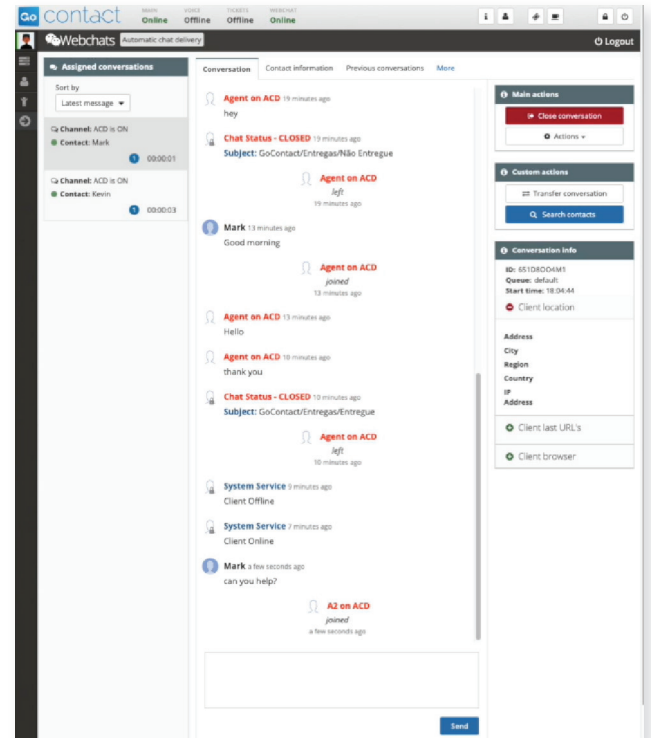 Go contact
MAIN
Online
VOICE
Offline
TICKETS
Offline
WEBCHAT
Online
Webchats Automatic chat delivery
Logout
Assigned conversations
Sort by
Latest message
Channel: ACD is ON
Contact: Mark
1 00:00:01
Channel: ACD is ON
Contact: Kevin
1 00:00:03
Conversation Contact information Previous conversations More
Agent on ACD 19 minutes ago
hey
Chat Status - CLOSED 19 minutes ago
Subject: GoContact/Entregas/Não Entregue
Agent on ACD
left
19 minutes ago
Mark 13 minutes ago
Good morning
Agent on ACD
joined
13 minutes ago
Agent on ACD 13 minutes ago
Hello
Agent on ACD 10 minutes ago
thank you
Chat Status - CLOSED 10 minutes ago
Subject: GoContact/Entregas/Entregue
Agent on ACD
left
10 minutes ago
System Service 9 minutes ago
Client Offline
System Service 7 minutes ago
Client Online
Mark a few seconds ago
can you help?
A2 on ACD
joined
a few seconds ago
Send
Main actions
Close conversation
Actions
Custom actions
Transfer conversation
Search contacts
Conversation info
Queue: default
Start time: 18:04:44
Client location
Address
City
Region
Country
IP
Address
Client last URL's
Client browser